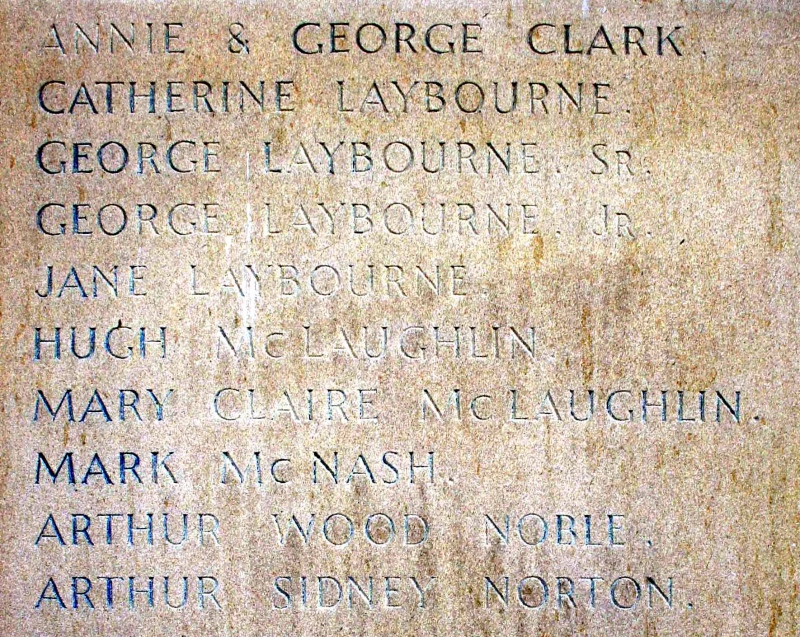 ANNIE & GEORGE CLARK.
CATHERINE LAYBOURNE.
GEORGE LAYBOURNE. SR.
GEORGE LAYBOURNE. JR.
JANE LAYBOURNE.
HUGH McLAUGHLIN.
MARY CLAIRE McLAUGHLIN.
MARK McNASH.
ARTHUR WOOD NOBLE.
ARTHUR SIDNEY NORTON.